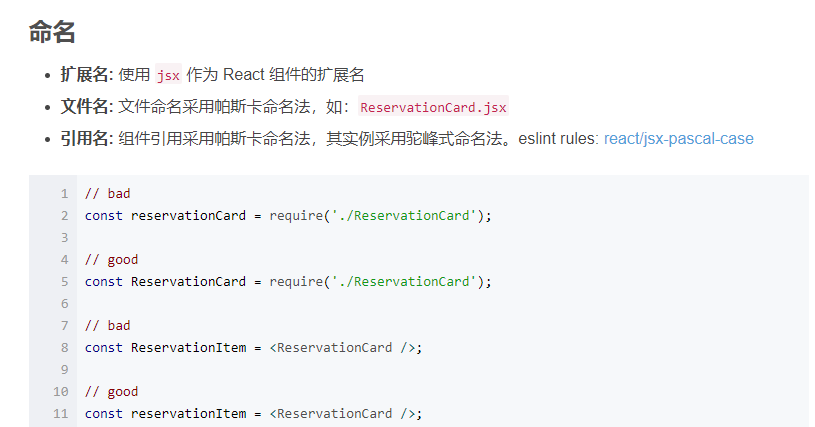 命名
扩展名: 使用 jsx 作为 React 组件的扩展名
文件名: 文件命名采用帕斯卡命名法，如：ReservationCard.jsx
引用名: 组件引用采用帕斯卡命名法，其实例采用驼峰式命名法。eslint rules: react/jsx-pascal-case
1 // bad
2 const reservationCard = require('./ReservationCard');
3
4 // good
5 const ReservationCard = require('./ReservationCard');
6
7 // bad
8 const ReservationItem = <ReservationCard />;
9
10 // good
11 const reservationItem = <ReservationCard />;